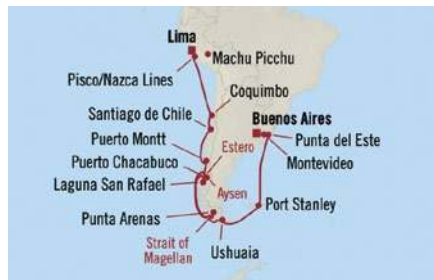 Lima
Machu Picchu
Pisco/Nazca Lines
Coquimbo
Santiago de Chile
Buenos Aires
Puerto Montt
Estero
Punta del Este
Puerto Chacabuco
Montevideo
Laguna San Rafael
Aysen
Port Stanley
Punta Arenas
Strait of
Magellan
Ushuaia